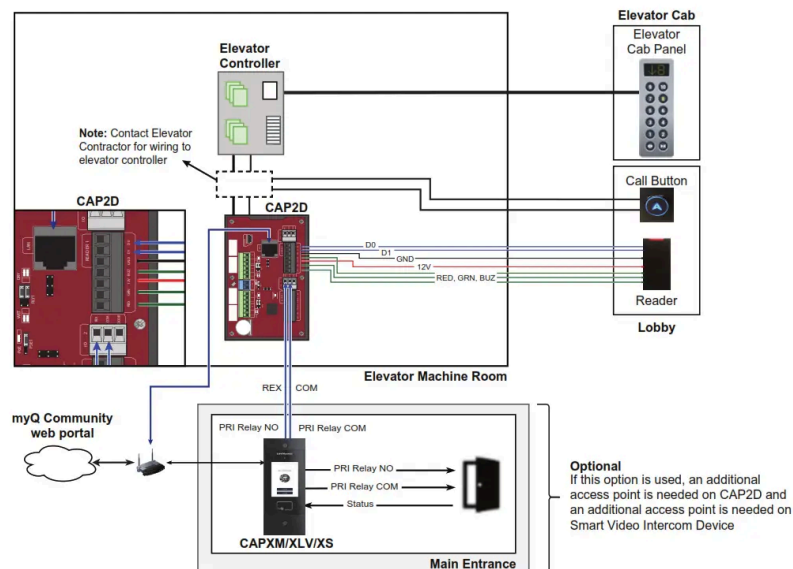 Elevator Cab
Elevator
Cab Panel
Elevator
Controller
Note: Contact Elevator
Contractor for wiring to
elevator controller
Call Button
CAP2D
CAP2D
D0
D1
GND
12V
RED, GRN, BUZ
Reader
Lobby
LAN
READER 1
Elevator Machine Room
REX
COM
myQ Community
web portal
PRI Relay NO
PRI Relay COM
PRI Relay NO
PRI Relay COM
Status
CAPXM/XLV/XS
Main Entrance
Optional
If this option is used, an additional
access point is needed on CAP2D and
an additional access point is needed on
Smart Video Intercom Device